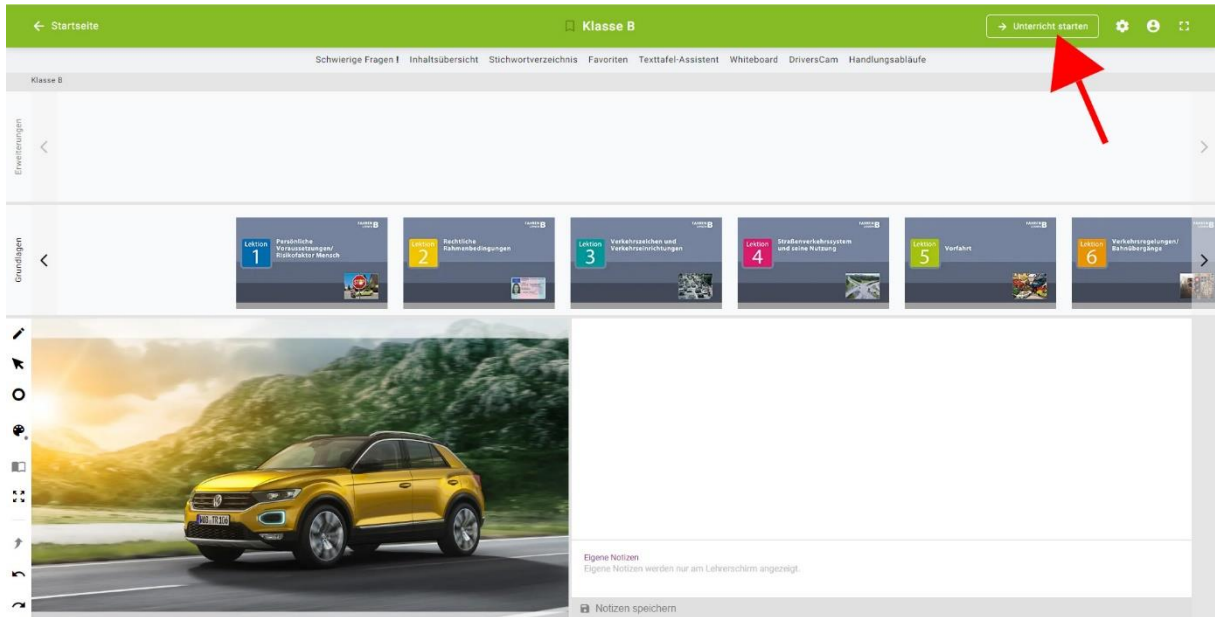 Startseite
Klasse B
Unterricht starten
Schwierige Fragen ! Inhaltsübersicht Stichwortverzeichnis Favoriten Texttafel-Assistent Whiteboard DriversCam Handlungsabläufe
Klasse B
Erweiterungen
Grundlagen
Lektion
1
Persönliche
Voraussetzungen/
Risikofaktor Mensch
B
Lektion
2
Rechtliche
Rahmenbedingungen
B
Lektion
3
Verkehrszeichen und
Verkehrseinrichtungen
B
Lektion
4
Straßenverkehrssystem
und seine Nutzung
B
Lektion
5
Vorfahrt
B
Lektion
6
Verkehrsregelungen/
Bahnübergänge
B
WOB TR106
Eigene Notizen
Eigene Notizen werden nur am Lehrerschirm angezeigt.
Notizen speichern